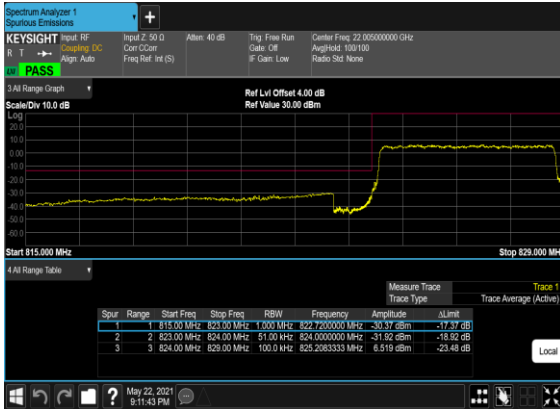 Spectrum Analyzer 1
Spurious Emissions
+
KEYSIGHT Input: RF Input Z: 50 Ω Atten: 40 dB Trig: Free Run Center Freq: 22.005000000 GHz
R T Coupling: DC Corr CCorr Gate: Off Avg|Hold: 100/100
Align: Auto Freq Ref: Int (S) IF Gain: Low Radio Std: None
PASS
3 All Range Graph
Ref Lvl Offset 4.00 dB
Scale/Div 10.0 dB Ref Value 30.00 dBm
Log
20.0
10.0
0.00
-10.0
-20.0
-30.0
-40.0
-50.0
-60.0
Start 815.000 MHz Stop 829.000 MH
4 All Range Table
Measure Trace Trace 1
Trace Type Trace Average (Active)
Spur Range Start Freq Stop Freq RBW Frequency Amplitude ΔLimit
1 1 815.00 MHz 823.00 MHz 1.000 MHz 822.7200000 MHz -30.37 dBm -17.37 dB
2 2 823.00 MHz 824.00 MHz 51.00 kHz 824.0000000 MHz -31.92 dBm -18.92 dB
3 3 824.00 MHz 829.00 MHz 100.0 kHz 825.2083333 MHz 6.519 dBm -23.48 dB
Local
?
May 22, 2021
9:11:43 PM